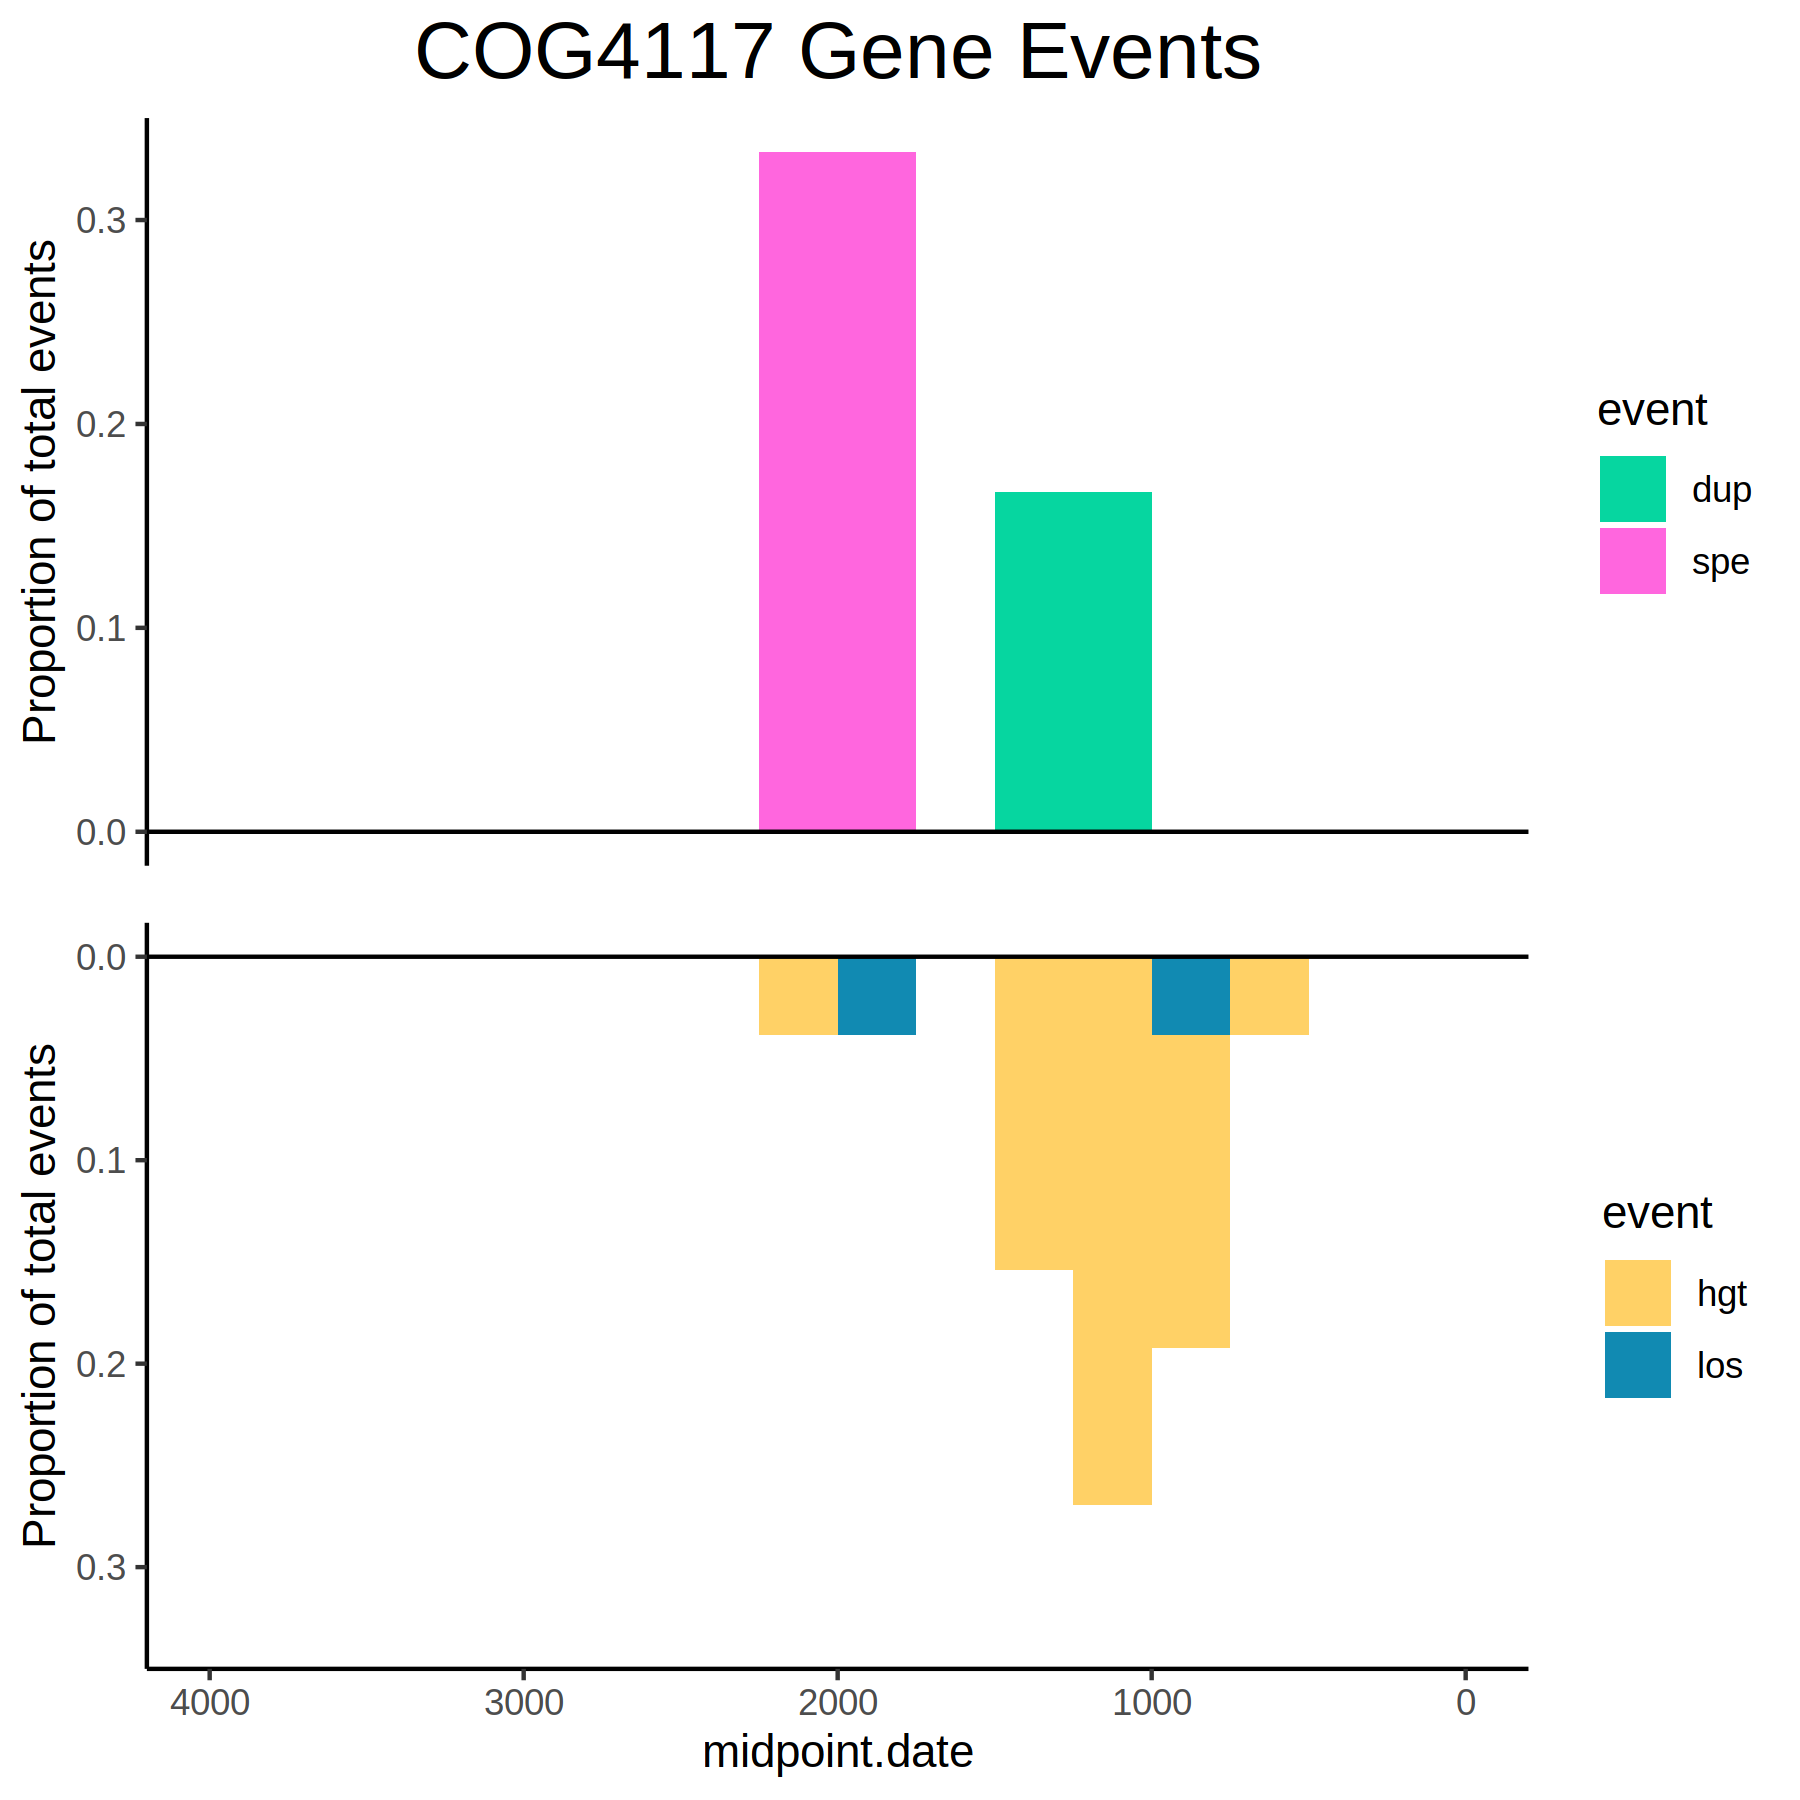 COG4117 Gene Events
Proportion of total events
0.3
0.2
0.1
0.0
event
dup
spe
Proportion of total events
0.0
0.1
0.2
0.3
event
hgt
los
4000 3000 2000 1000 0
midpoint.date